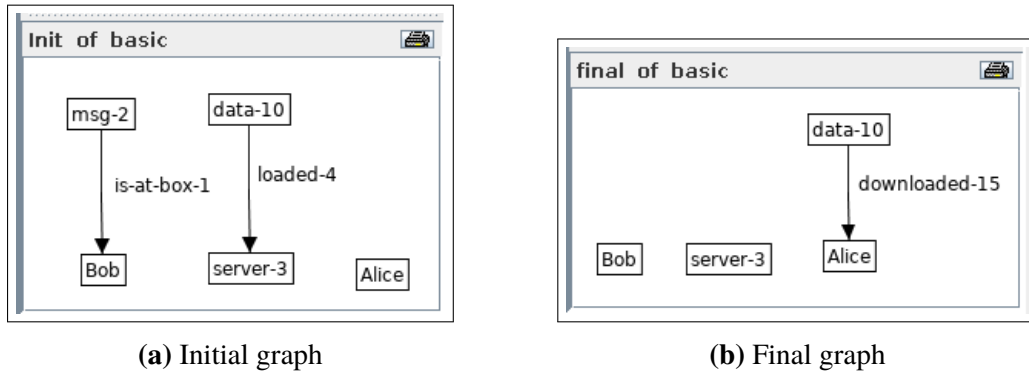 Init of basic
msg-2
data-10
is-at-box-1
loaded-4
Bob
server-3
Alice
(a) Initial graph
final of basic
data-10
downloaded-15
Bob
server-3
Alice
(b) Final graph